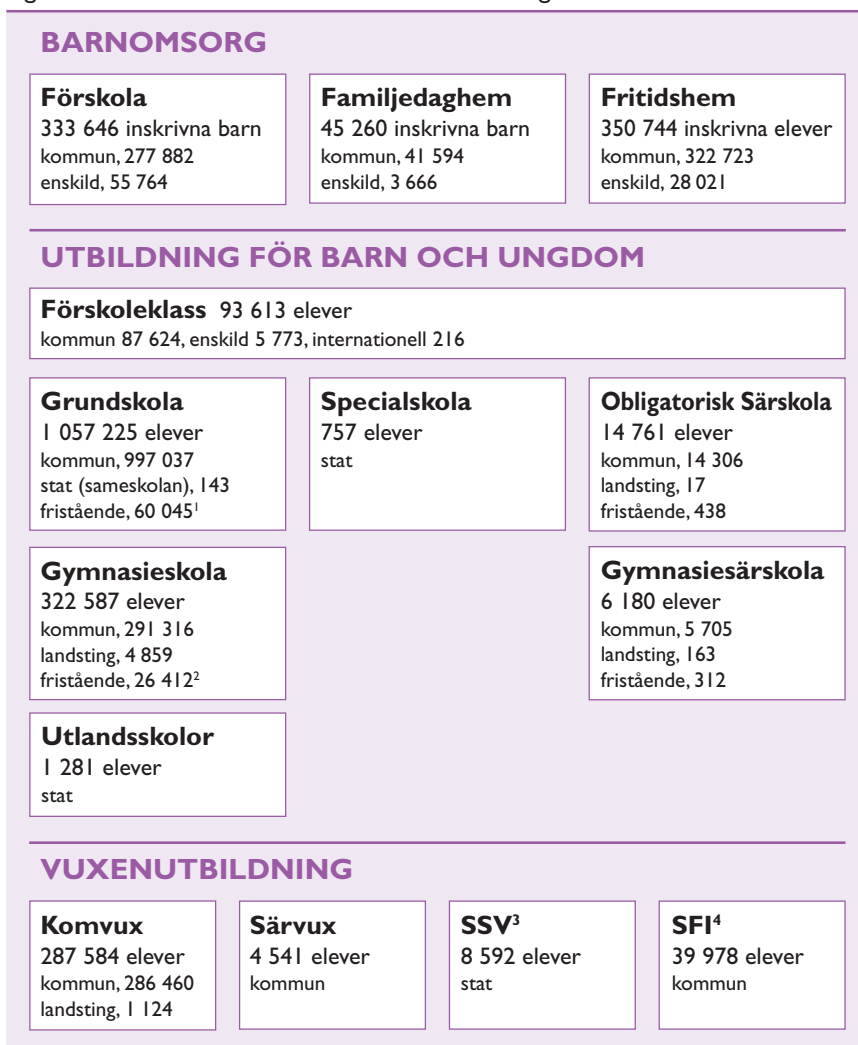 BARNOMSORG
Förskola
333 646 inskrivna barn
kommun, 277 882
enskild, 55 764
Familjedaghem
45 260 inskrivna barn
kommun, 41 594
enskild, 3 666
Fritidshem
350 744 inskrivna elever
kommun, 322 723
enskild, 28 021
UTBILDNING FÖR BARN OCH UNGDOM
Förskoleklass 93 613 elever
kommun 87 624, enskild 5 773, internationell 216
Grundskola
1 057 225 elever
kommun, 997 037
stat (sameskolan), 143
fristående, 60 045¹
Specialskola
757 elever
stat
Obligatorisk Särskola
14 761 elever
kommun, 14 306
landsting, 17
fristående, 438
Gymnasieskola
322 587 elever
kommun, 291 316
landsting, 4 859
fristående, 26 412²
Gymnasiesärskola
6 180 elever
kommun, 5 705
landsting, 163
fristående, 312
Utlandsskolor
1 281 elever
stat
VUXENUTBILDNING
Komvux
287 584 elever
kommun, 286 460
landsting, 1 124
Särvux
4 541 elever
kommun
SSV³
8 592 elever
stat
SFI⁴
39 978 elever
kommun